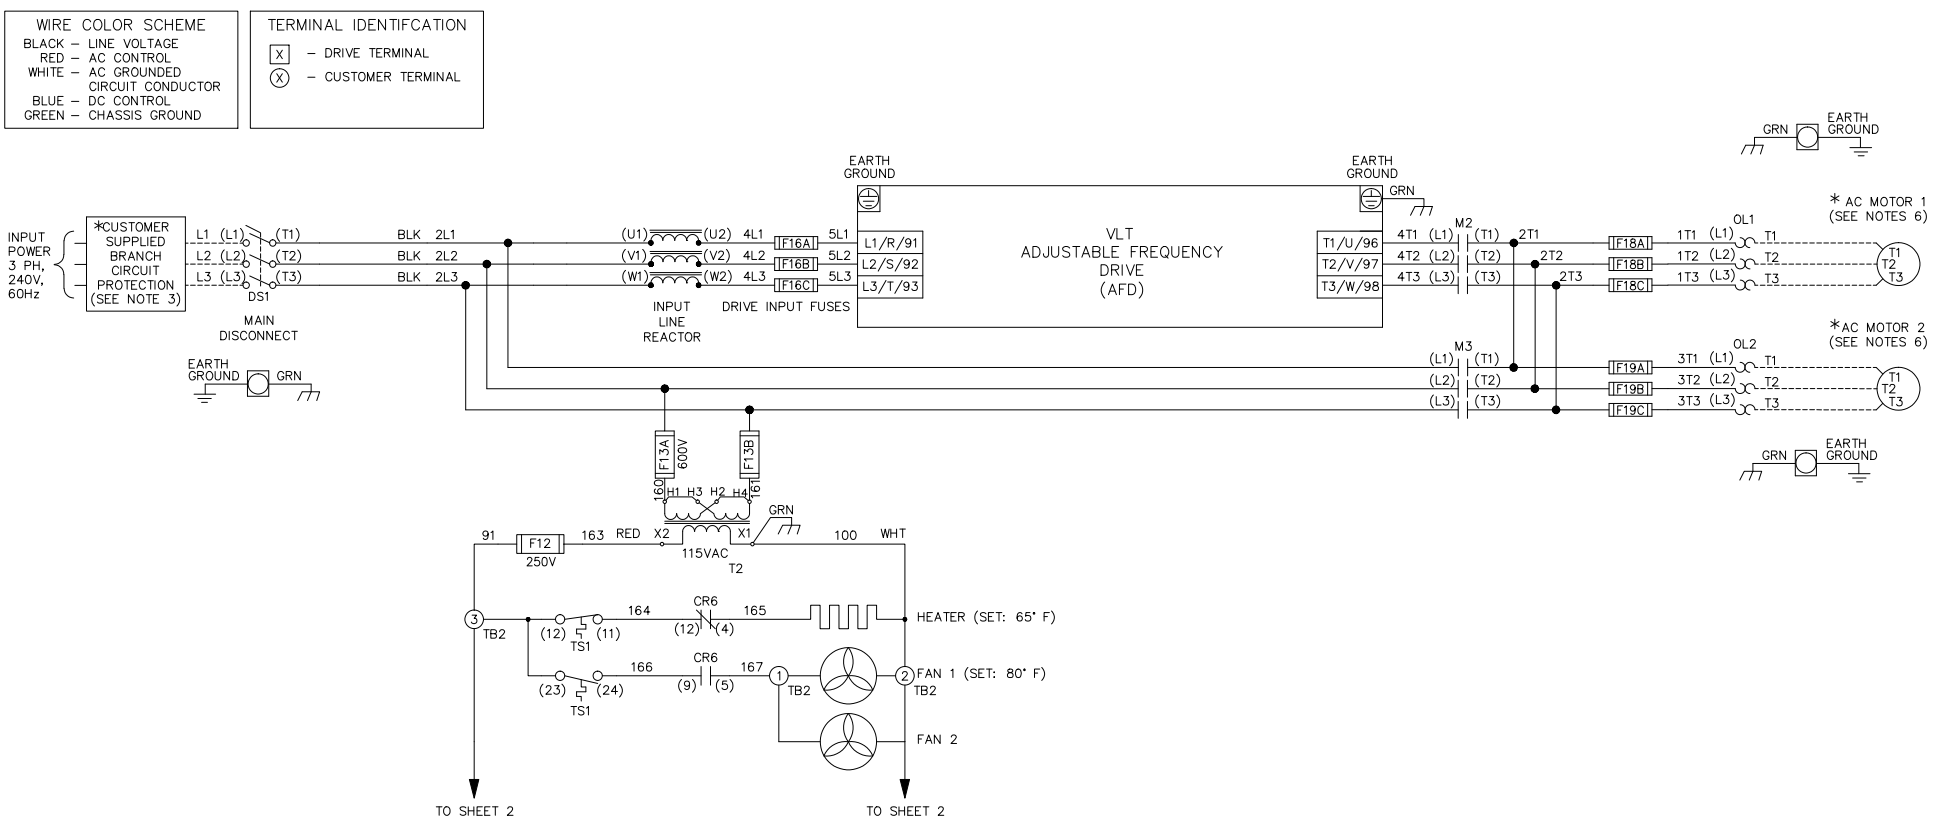 WIRE COLOR SCHEME
BLACK – LINE VOLTAGE
RED – AC CONTROL
WHITE – AC GROUNDED
CIRCUIT CONDUCTOR
BLUE – DC CONTROL
GREEN – CHASSIS GROUND
TERMINAL IDENTIFCATION
X – DRIVE TERMINAL
X – CUSTOMER TERMINAL
INPUT
POWER
3 PH,
240V,
60Hz
*CUSTOMER
SUPPLIED
BRANCH
CIRCUIT
PROTECTION
(SEE NOTE 3)
L1 (L1) (T1) BLK 2L1
L2 (L2) (T2) BLK 2L2
L3 (L3) (T3) BLK 2L3
DS1
MAIN
DISCONNECT
EARTH
GROUND GRN
(U1) (U2) 4L1 F16A 5L1
(V1) (V2) 4L2 F16B 5L2
(W1) (W2) 4L3 F16C 5L3
INPUT
LINE
REACTOR
DRIVE INPUT FUSES
EARTH
GROUND
L1/R/91
L2/S/92
L3/T/93
VLT
ADJUSTABLE FREQUENCY
DRIVE
(AFD)
EARTH
GROUND
GRN
T1/U/96
T2/V/97
T3/W/98
M2
4T1 (L1) (T1) 2T1 F18A 1T1 (L1) T1
4T2 (L2) (T2) 2T2 F18B 1T2 (L2) T2
4T3 (L3) (T3) 2T3 F18C 1T3 (L3) T3
OL1
GRN
EARTH
GROUND
* AC MOTOR 1
(SEE NOTES 6)
T1
T2
T3
M3
(L1) (T1) F19A 3T1 (L1) T1
(L2) (T2) F19B 3T2 (L2) T2
(L3) (T3) F19C 3T3 (L3) T3
OL2
*AC MOTOR 2
(SEE NOTES 6)
T1
T2
T3
GRN
EARTH
GROUND
F13A
600V
F13B
160
161
H1 H3 H2 H4
GRN
91 F12 163 RED X2 X1 100 WHT
250V
115VAC
T2
3
TB2
164 CR6 165
(12) (11) (12) (4)
TS1
HEATER (SET: 65° F)
166 CR6 167 1 2
(23) (24) (9) (5) TB2 TB2
TS1
FAN 1 (SET: 80° F)
FAN 2
TO SHEET 2
TO SHEET 2